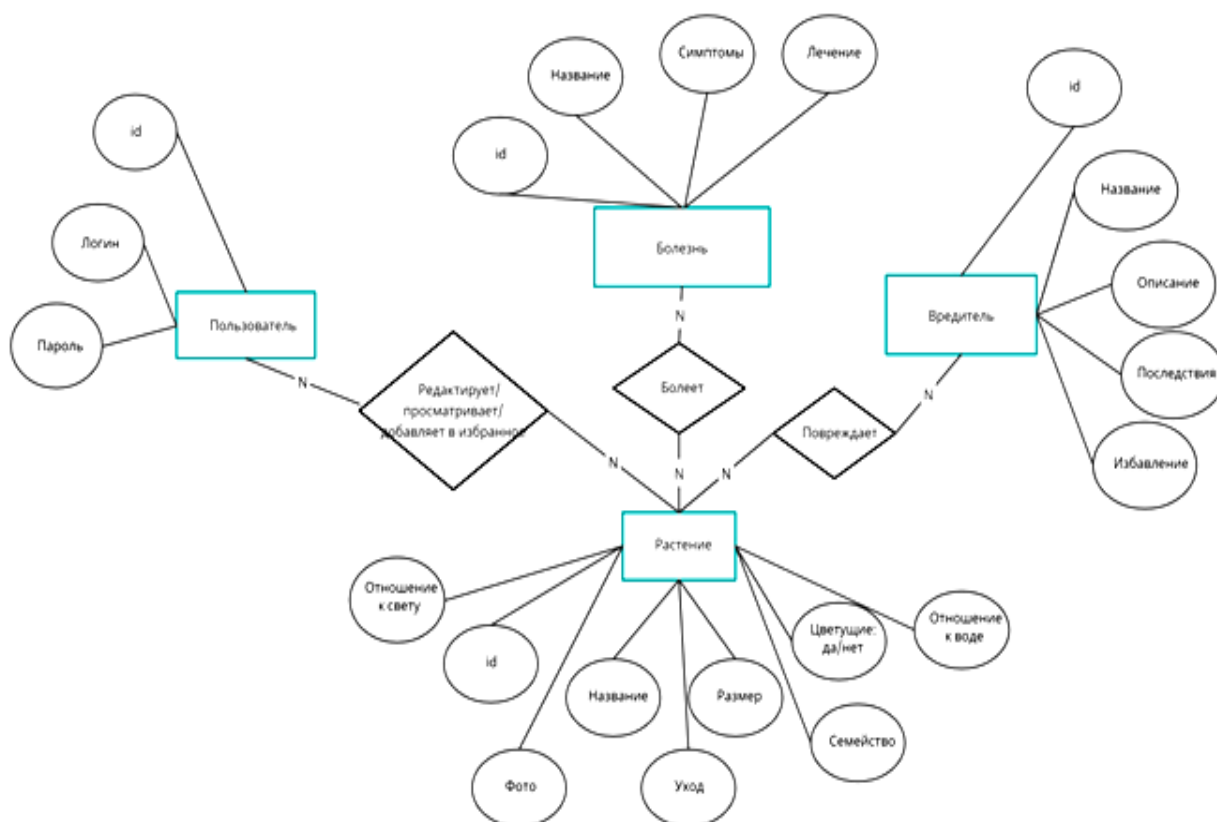 Симптомы
Лечение
Название
id
id
id
Название
Логин
Болезнь
Описание
Пользователь
Вредитель
N
Пароль
Последствия
N
Редактирует/
просматривает/
добавляет в избранное
Болеет
N
Повреждает
N
N
N
Избавление
Растение
Отношение
к свету
Цветущие:
да/нет
Отношение
к воде
id
Название
Размер
Семейство
Фото
Уход